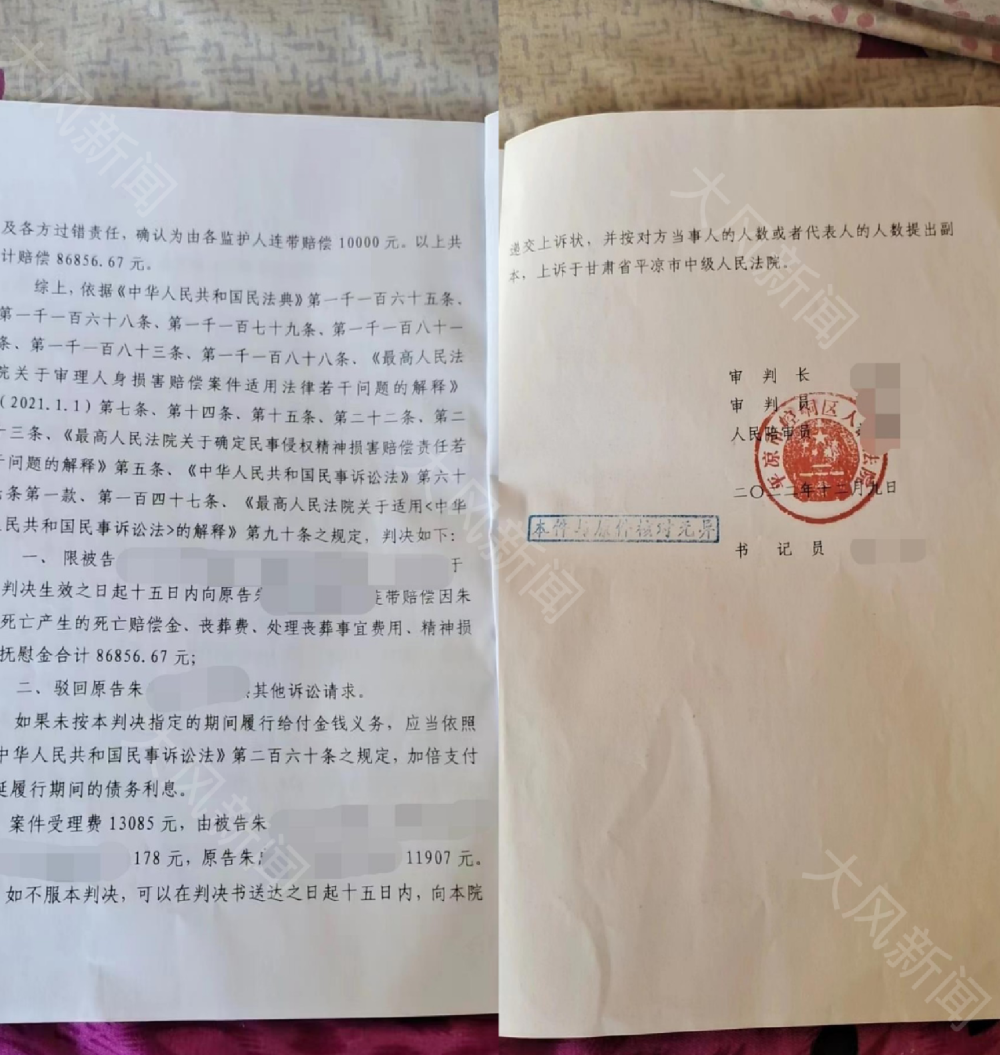 及各方过错责任，确认为由各监护人连带赔偿 10000 元。以上共
计赔偿 86856.67 元。
综上，依据《中华人民共和国民法典》第一千一百六十五条、
第一千一百六十八条、第一千一百七十九条、第一千一百八十一
条、第一千一百八十三条、第一千一百八十八条、《最高人民法
院关于审理人身损害赔偿案件适用法律若干问题的解释》
（2021.1.1）第七条、第十四条、第十五条、第二十二条、第二
十三条、《最高人民法院关于确定民事侵权精神损害赔偿责任若
干问题的解释》第五条、《中华人民共和国民事诉讼法》第六十
条第一款、第一百四十七条、《最高人民法院关于适用<中华
人民共和国民事诉讼法>的解释》第九十条之规定，判决如下：
一、限被告 于
判决生效之日起十五日内向原告朱 连带赔偿因朱
死亡产生的死亡赔偿金、丧葬费、处理丧葬事宜费用、精神损
抚慰金合计 86856.67 元；
二、驳回原告朱 其他诉讼请求。
如果未按本判决指定的期间履行给付金钱义务，应当依照
中华人民共和国民事诉讼法》第二百六十条之规定，加倍支付
延履行期间的债务利息。
案件受理费 13085 元，由被告朱
178 元，原告朱 11907 元。
如不服本判决，可以在判决书送达之日起十五日内，向本院
递交上诉状，并按对方当事人的人数或者代表人的人数提出副
本，上诉于甘肃省平凉市中级人民法院。
审 判 长
审 判 员
人民陪审员
平凉市崆峒区人民法院
二〇二二年十二月九日
本件与原件核对无异
书 记 员
大风新闻
大风新闻
大风新闻
大风新闻
大风新闻
大风新闻